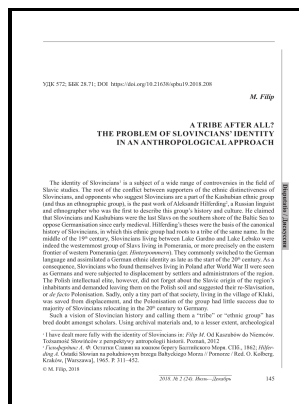 УДК 572; ББК 28.71; DOI https://doi.org/10.21638/spbu19.2018.208
M. Filip
A TRIBE AFTER ALL?
THE PROBLEM OF SLOVINCIANS' IDENTITY
IN AN ANTHROPOLOGICAL APPROACH
The identity of Slovincians¹ is a subject of a wide range of controversies in the field of
Slavic studies. The root of the conflict between supporters of the ethnic distinctiveness of
Slovincians, and opponents who suggest Slovincians are part of the Kashubian ethnic group
(and thus an ethnographic group), is the past work of Aleksander Hilferding², a Russian linguist
and ethnographer who was the first to describe this group's history and culture. He claimed
that Slovincians and Kashubians were the last Slavs on the southern shore of the Baltic Sea to
oppose Germanisation since early medieval. Hilferding's theses were the basis of the canonical
history of Slovincians, in which this ethnic group had roots to a tribe of the same name. In the
middle of the 19th century, Slovincians living between Lake Gardno and Lake Łebsko were
indeed the westernmost group of Slavs living in Pomerania, or more precisely on the eastern
frontier of western Pomerania (get. Hinterpommern). They commonly switched to the German
language and assimilated a German ethnic identity as late as the start of the 20th century. As a
consequence, Slovincians who found themselves living in Poland after World War II were seen
as Germans and were subjected to displacement by settlers and administrators of the region.
The Polish intellectual elite, however, did not forget about the Slavic origin of the region's
inhabitants and demanded leaving them on the Polish soil and suggested their re-Slavisation,
or de facto Polonisation. Sadly, only a tiny part of that society, living in the village of Kluki,
was saved from displacement, and the Polonisation of the group had little success due to
majority of Slovincians relocating in the 20th century to Germany.
Such a vision of Slovincian history and calling them a "tribe" or "ethnic group" has
bred doubt amongst scholars. Using archival materials and, to a lesser extent, archeological
¹ I have dealt more fully with the identity of Slovincians in: Filip M. Od Kaszubów do Niemców.
Tożsamość Słowińców z perspektywy antropologii historii. Poznań, 2012
² Гильфердинг А. Ф. Остатки Славян на южном берегу Балтийского Моря. СПб., 1862; Hilfer-
ding A. Ostatki Słowian na południowym brzegu Bałtyckiego Morza // Pomorze / Red. O. Kolberg.
Kraków, [Warszawa], 1965. P. 311–452.
© M. Filip, 2018
2018. № 2 (24). Июль—Декабрь
145
Disputatio / Дискуссии